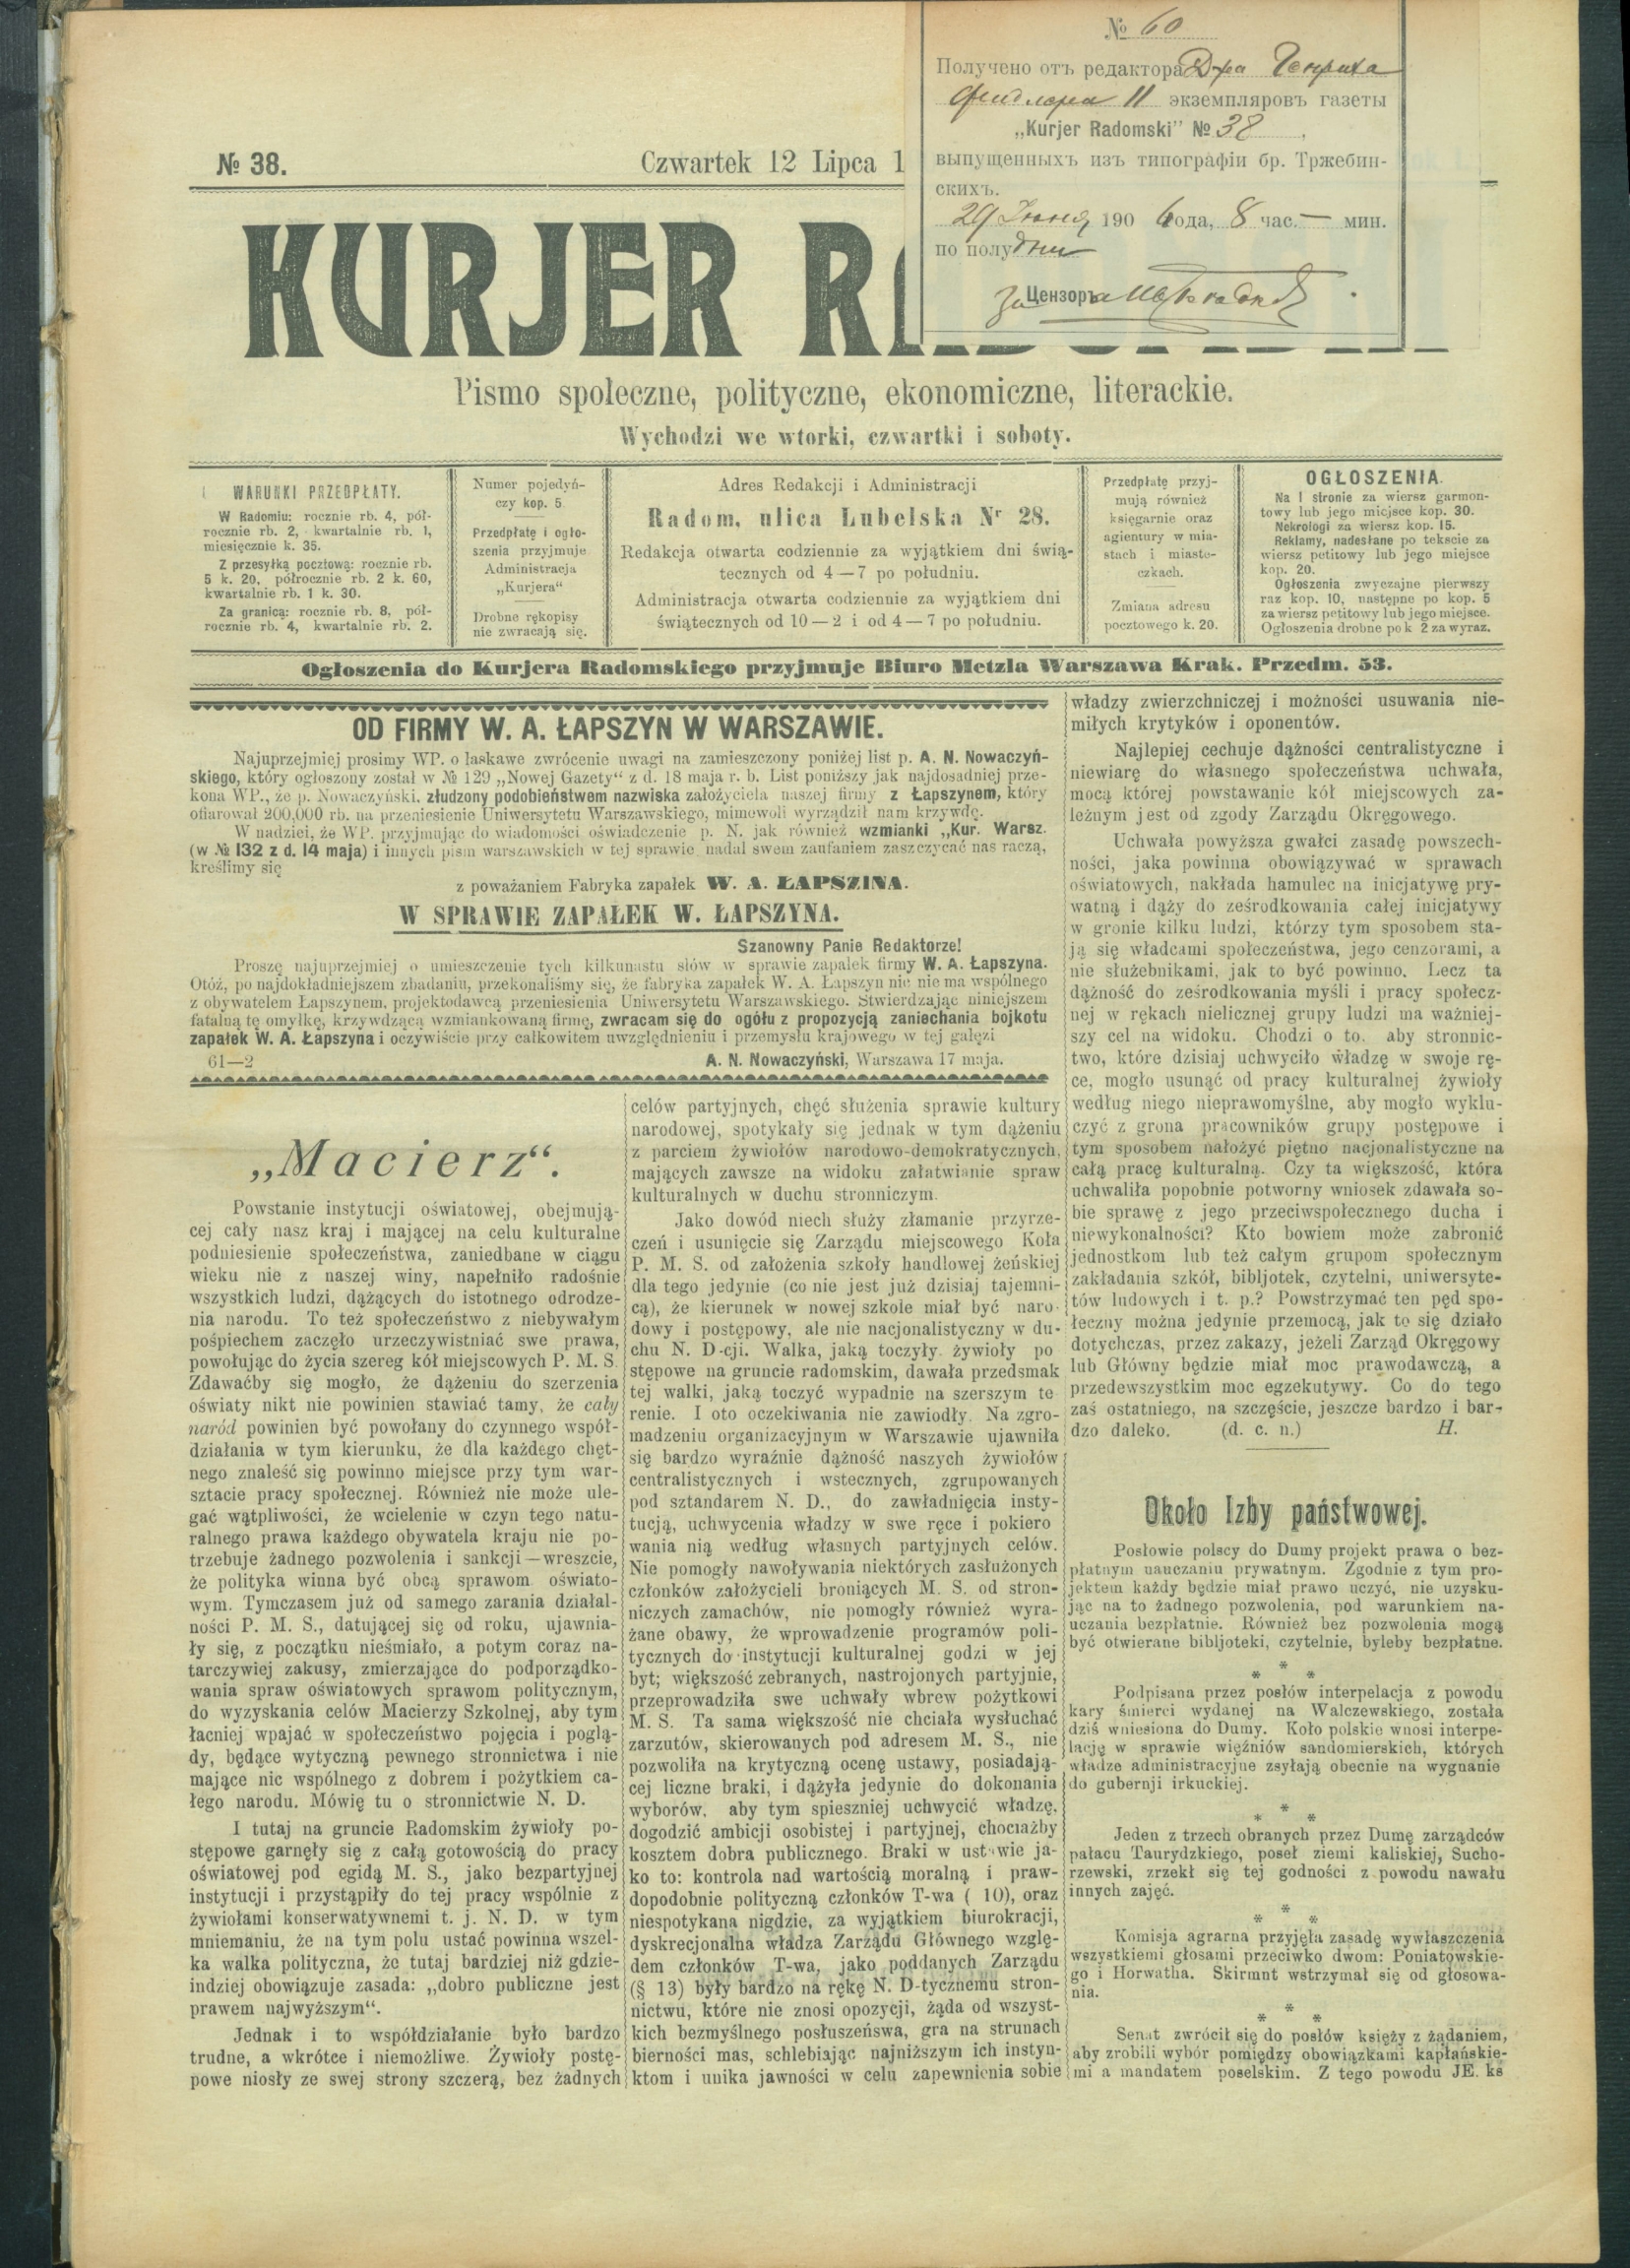 № 60
Получено отъ редактора Д-ра Генриха
Фидлера 11 экземпляровъ газеты
„Kurjer Radomski" № 38
выпущенныхъ изъ типографіи бр. Тржебин-
скихъ.
29 Іюня 1906 года, 8 час. — мин.
по полудни
За Цензора
№ 38.
Czwartek 12 Lipca 1
KURJER RADOMSKI
Pismo społeczne, polityczne, ekonomiczne, literackie.
Wychodzi we wtorki, czwartki i soboty.
WARUNKI PRZEDPŁATY.
W Radomiu: rocznie rb. 4, pół-
rocznie rb. 2, kwartalnie rb. 1,
miesięcznie k. 35.
Z przesyłką pocztową: rocznie rb.
5 k. 20, półrocznie rb. 2 k. 60,
kwartalnie rb. 1 k. 30.
Za granicą: rocznie rb. 8, pół-
rocznie rb. 4, kwartalnie rb. 2.
Numer pojedyń-
czy kop. 5
Przedpłatę i ogło-
szenia przyjmuje
Administracja
„Kurjera“
Drobne rękopisy
nie zwracają się.
Adres Redakcji i Administracji
Radom, ulica Lubelska Nr 28.
Redakcja otwarta codziennie za wyjątkiem dni świą-
tecznych od 4—7 po południu.
Administracja otwarta codziennie za wyjątkiem dni
świątecznych od 10—2 i od 4—7 po południu.
Przedpłatę przyj-
mują również
księgarnie oraz
agientury w mia-
stach i miaste-
czkach.
Zmiana adresu
pocztowego k. 20.
OGŁOSZENIA.
Na I stronie za wiersz garmon-
towy lub jego miejsce kop. 30.
Nekrologi za wiersz kop. 15.
Reklamy, nadesłane po tekscie za
wiersz petitowy lub jego miejsce
kop. 20.
Ogłoszenia zwyczajne pierwszy
raz kop. 10, następne po kop. 5
za wiersz petitowy lub jego miejsce.
Ogłoszenia drobne po k 2 za wyraz.
Ogłoszenia do Kurjera Radomskiego przyjmuje Biuro Metzla Warszawa Krak. Przedm. 53.
OD FIRMY W. A. ŁAPSZYN W WARSZAWIE.
Najuprzejmiej prosimy WP. o łaskawe zwrócenie uwagi na zamieszczony poniżej list p. A. N. Nowaczyń-
skiego, który ogłoszony został w № 129 „Nowej Gazety“ z d. 18 maja r. b. List poniższy jak najdosadniej prze-
kona WP., że p. Nowaczyński, złudzony podobieństwem nazwiska założyciela naszej firmy z Łapszynem, który
ofiarował 200,000 rb. na przeniesienie Uniwersytetu Warszawskiego, mimowoli wyrządził nam krzywdę.
W nadziei, że WP. przyjmując do wiadomości oświadczenie p. N. jak również wzmianki „Kur. Warsz.
(w № 132 z d. 14 maja) i innych pism warszawskich w tej sprawie nadal swem zaufaniem zaszczycać nas raczą,
kreślimy się
z poważaniem Fabryka zapałek W. A. ŁAPSZINA.
W SPRAWIE ZAPAŁEK W. ŁAPSZYNA.
Szanowny Panie Redaktorze!
Proszę najuprzejmiej o umieszczenie tych kilkunastu słów w sprawie zapałek firmy W. A. Łapszyna.
Otóż, po najdokładniejszem zbadaniu, przekonaliśmy się, że fabryka zapałek W. A. Łapszyn nic nie ma wspólnego
z obywatelem Łapszynem, projektodawcą przeniesienia Uniwersytetu Warszawskiego. Stwierdzając niniejszem
fatalną tę omyłkę, krzywdzącą wzmiankowaną firmę, zwracam się do ogółu z propozycją zaniechania bojkotu
zapałek W. A. Łapszyna i oczywiście przy całkowitem uwzględnieniu i przemysłu krajowego w tej gałęzi
61—2 A. N. Nowaczyński, Warszawa 17 maja.
„Macierz“.
Powstanie instytucji oświatowej, obejmują-
cej cały nasz kraj i mającej na celu kulturalne
podniesienie społeczeństwa, zaniedbane w ciągu
wieku nie z naszej winy, napełniło radośnie
wszystkich ludzi, dążących do istotnego odrodze-
nia narodu. To też społeczeństwo z niebywałym
pośpiechem zaczęło urzeczywistniać swe prawa,
powołując do życia szereg kół miejscowych P. M. S.
Zdawaćby się mogło, że dążeniu do szerzenia
oświaty nikt nie powinien stawiać tamy, że cały
naród powinien być powołany do czynnego współ-
działania w tym kierunku, że dla każdego chęt-
nego znaleść się powinno miejsce przy tym war-
sztacie pracy społecznej. Również nie może ule-
gać wątpliwości, że wcielenie w czyn tego natu-
ralnego prawa każdego obywatela kraju nie po-
trzebuje żadnego pozwolenia i sankcji—wreszcie,
że polityka winna być obcą sprawom oświato-
wym. Tymczasem już od samego zarania działal-
ności P. M. S., datującej się od roku, ujawnia-
ły się, z początku nieśmiało, a potym coraz na-
tarczywiej zakusy, zmierzające do podporządko-
wania spraw oświatowych sprawom politycznym,
do wyzyskania celów Macierzy Szkolnej, aby tym
łacniej wpajać w społeczeństwo pojęcia i poglą-
dy, będące wytyczną pewnego stronnictwa i nie
mające nic wspólnego z dobrem i pożytkiem ca-
łego narodu. Mówię tu o stronnictwie N. D.
I tutaj na gruncie Radomskim żywioły po-
stępowe garnęły się z całą gotowością do pracy
oświatowej pod egidą M. S., jako bezpartyjnej
instytucji i przystąpiły do tej pracy wspólnie z
żywiołami konserwatywnemi t. j. N. D. w tym
mniemaniu, że na tym polu ustać powinna wszel-
ka walka polityczna, że tutaj bardziej niż gdzie-
indziej obowiązuje zasada: „dobro publiczne jest
prawem najwyższym“.
Jednak i to współdziałanie było bardzo
trudne, a wkrótce i niemożliwe. Żywioły postę-
powe niosły ze swej strony szczerą, bez żadnych
celów partyjnych, chęć służenia sprawie kultury
narodowej, spotykały się jednak w tym dążeniu
z parciem żywiołów narodowo-demokratycznych,
mających zawsze na widoku załatwianie spraw
kulturalnych w duchu stronniczym.
Jako dowód niech służy złamanie przyrze-
czeń i usunięcie się Zarządu miejscowego Koła
P. M. S. od założenia szkoły handlowej żeńskiej
dla tego jedynie (co nie jest już dzisiaj tajemni-
cą), że kierunek w nowej szkole miał być naro-
dowy i postępowy, ale nie nacjonalistyczny w du-
chu N. D-cji. Walka, jaką toczyły żywioły po
stępowe na gruncie radomskim, dawała przedsmak
tej walki, jaką toczyć wypadnie na szerszym te
renie. I oto oczekiwania nie zawiodły. Na zgro-
madzeniu organizacyjnym w Warszawie ujawniła
się bardzo wyraźnie dążność naszych żywiołów
centralistycznych i wstecznych, zgrupowanych
pod sztandarem N. D., do zawładnięcia insty-
tucją, uchwycenia władzy w swe ręce i pokiero
wania nią według własnych partyjnych celów.
Nie pomogły nawoływania niektórych zasłużonych
członków założycieli broniących M. S. od stron-
niczych zamachów, nie pomogły również wyra-
żane obawy, że wprowadzenie programów poli-
tycznych do instytucji kulturalnej godzi w jej
byt; większość zebranych, nastrojonych partyjnie,
przeprowadziła swe uchwały wbrew pożytkowi
M. S. Ta sama większość nie chciała wysłuchać
zarzutów, skierowanych pod adresem M. S., nie
pozwoliła na krytyczną ocenę ustawy, posiadają-
cej liczne braki, i dążyła jedynie do dokonania
wyborów, aby tym spieszniej uchwycić władzę,
dogodzić ambicji osobistej i partyjnej, chociażby
kosztem dobra publicznego. Braki w ustawie ja-
ko to: kontrola nad wartością moralną i praw-
dopodobnie polityczną członków T-wa ( 10), oraz
niespotykana nigdzie, za wyjątkiem biurokracji,
dyskrecjonalna władza Zarządu Głównego wzglę-
dem członków T-wa, jako poddanych Zarządu
(§ 13) były bardzo na rękę N. D-tycznemu stron-
nictwu, które nie znosi opozycji, żąda od wszyst-
kich bezmyślnego posłuszeńswa, gra na strunach
bierności mas, schlebiając najniższym ich instyn-
ktom i unika jawności w celu zapewnienia sobie
władzy zwierzchniczej i możności usuwania nie-
miłych krytyków i oponentów.
Najlepiej cechuje dążności centralistyczne i
niewiarę do własnego społeczeństwa uchwała,
mocą której powstawanie kół miejscowych za-
leżnym jest od zgody Zarządu Okręgowego.
Uchwała powyższa gwałci zasadę powszech-
ności, jaka powinna obowiązywać w sprawach
oświatowych, nakłada hamulec na inicjatywę pry-
watną i dąży do ześrodkowania całej inicjatywy
w gronie kilku ludzi, którzy tym sposobem sta-
ją się władcami społeczeństwa, jego cenzorami, a
nie służebnikami, jak to być powinno. Lecz ta
dążność do ześrodkowania myśli i pracy społecz-
nej w rękach nielicznej grupy ludzi ma ważniej-
szy cel na widoku. Chodzi o to, aby stronnic-
two, które dzisiaj uchwyciło władzę w swoje rę-
ce, mogło usunąć od pracy kulturalnej żywioły
według niego nieprawomyślne, aby mogło wyklu-
czyć z grona pracowników grupy postępowe i
tym sposobem nałożyć piętno nacjonalistyczne na
całą pracę kulturalną. Czy ta większość, która
uchwaliła popobnie potworny wniosek zdawała so-
bie sprawę z jego przeciwspołecznego ducha i
niewykonalności? Kto bowiem może zabronić
jednostkom lub też całym grupom społecznym
zakładania szkół, bibljotek, czytelni, uniwersyte-
tów ludowych i t. p.? Powstrzymać ten pęd spo-
łeczny można jedynie przemocą, jak to się działo
dotychczas, przez zakazy, jeżeli Zarząd Okręgowy
lub Główny będzie miał moc prawodawczą, a
przedewszystkim moc egzekutywy. Co do tego
zaś ostatniego, na szczęście, jeszcze bardzo i bar-
dzo daleko. (d. c. n.) H.
Około Izby państwowej.
Posłowie polscy do Dumy projekt prawa o bez-
płatnym nauczaniu prywatnym. Zgodnie z tym pro-
jektem każdy będzie miał prawo uczyć, nie uzysku-
jąc na to żadnego pozwolenia, pod warunkiem na-
uczania bezpłatnie. Również bez pozwolenia mogą
być otwierane bibljoteki, czytelnie, byleby bezpłatne.
* * *
Podpisana przez posłów interpelacja z powodu
kary śmierci wydanej na Walczewskiego, została
dziś wniesiona do Dumy. Koło polskie wnosi interpe-
lację w sprawie więźniów sandomierskich, których
władze administracyjne zsyłają obecnie na wygnanie
do gubernji irkuckiej.
* * *
Jeden z trzech obranych przez Dumę zarządców
pałacu Taurydzkiego, poseł ziemi kaliskiej, Sucho-
rzewski, zrzekł się tej godności z powodu nawału
innych zajęć.
* * *
Komisja agrarna przyjęła zasadę wywłaszczenia
wszystkiemi głosami przeciwko dwom: Poniatowskie-
go i Horwatha. Skirmnt wstrzymał się od głosowa-
nia.
* * *
Senat zwrócił się do posłów księży z żądaniem,
aby zrobili wybór pomiędzy obowiązkami kapłańskie-
mi a mandatem poselskim. Z tego powodu JE. ks